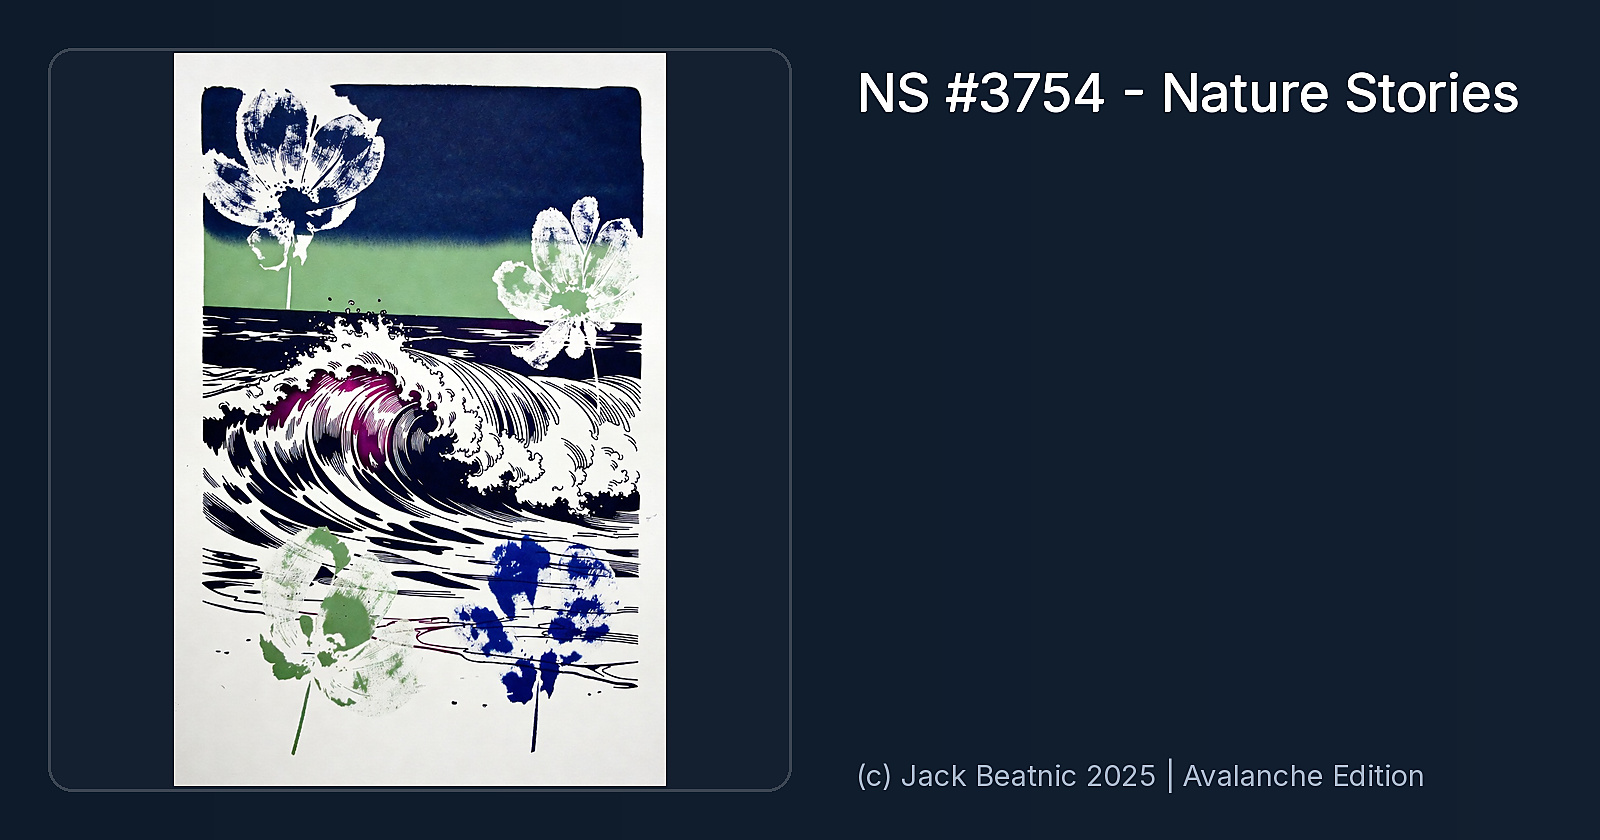 NS #3754 - Nature Stories
(c) Jack Beatnic 2025 | Avalanche Edition